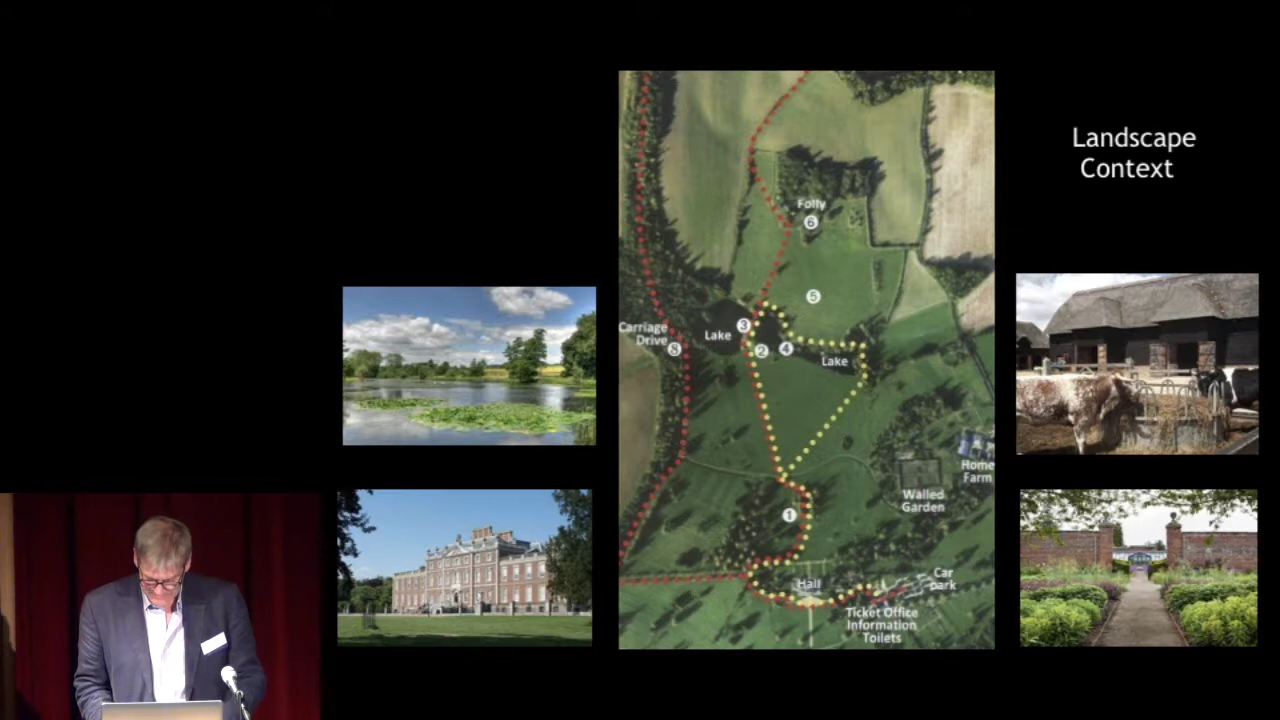 Landscape
Context
Folly
6
5
Carriage
Drive
8
Lake
3
2
4
Lake
Home
Farm
Walled
Garden
1
Hall
Car
park
Ticket Office
Information
Toilets